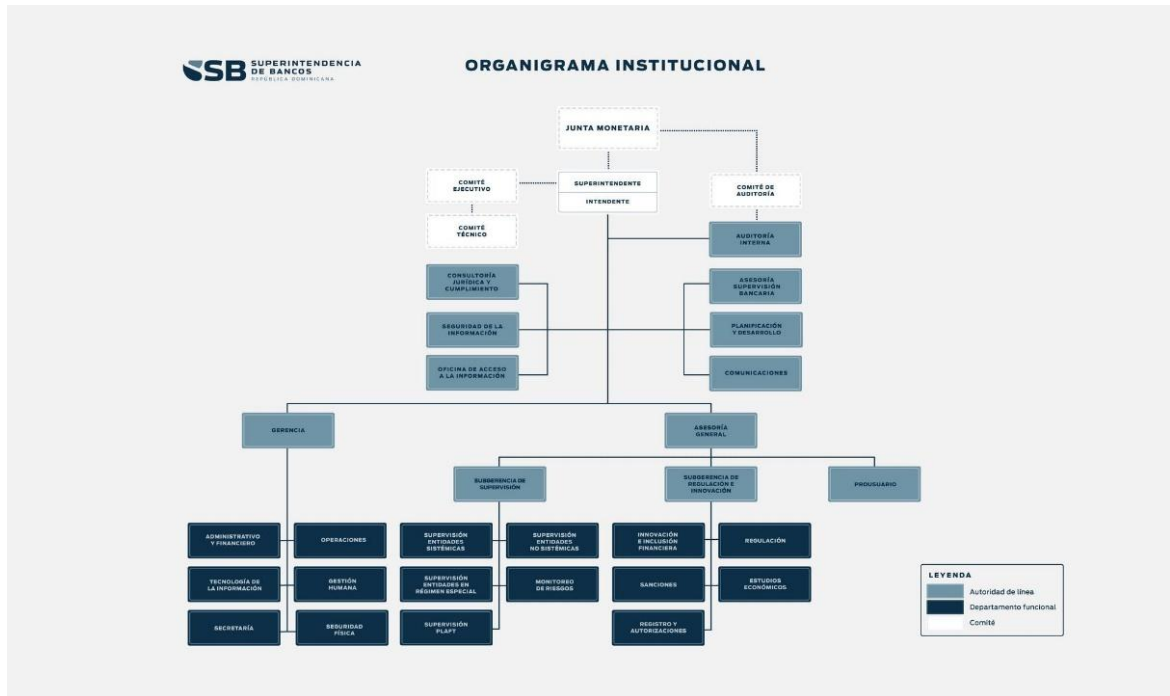 SB SUPERINTENDENCIA
DE BANCOS
REPÚBLICA DOMINICANA
ORGANIGRAMA INSTITUCIONAL
JUNTA MONETARIA
COMITÉ
EJECUTIVO
SUPERINTENDENTE
INTENDENTE
COMITÉ DE
AUDITORÍA
COMITÉ
TÉCNICO
AUDITORÍA
INTERNA
CONSULTORÍA
JURÍDICA Y
CUMPLIMIENTO
ASESORÍA
SUPERVISIÓN
BANCARIA
SEGURIDAD DE LA
INFORMACIÓN
PLANIFICACIÓN
Y DESARROLLO
OFICINA DE ACCESO
A LA INFORMACIÓN
COMUNICACIONES
GERENCIA
ASESORÍA
GENERAL
SUBGERENCIA DE
SUPERVISIÓN
SUBGERENCIA DE
REGULACIÓN E
INNOVACIÓN
PROUSUARIO
ADMINISTRATIVO
Y FINANCIERO
OPERACIONES
SUPERVISIÓN
ENTIDADES
SISTÉMICAS
SUPERVISIÓN
ENTIDADES
NO SISTÉMICAS
INNOVACIÓN
E INCLUSIÓN
FINANCIERA
REGULACIÓN
TECNOLOGÍA DE
LA INFORMACIÓN
GESTIÓN
HUMANA
SUPERVISIÓN
ENTIDADES EN
RÉGIMEN ESPECIAL
MONITOREO
DE RIESGOS
SANCIONES
ESTUDIOS
ECONÓMICOS
SECRETARÍA
SEGURIDAD
FÍSICA
SUPERVISIÓN
PLAFT
REGISTRO Y
AUTORIZACIONES
LEYENDA
Autoridad de línea
Departamento funcional
Comité